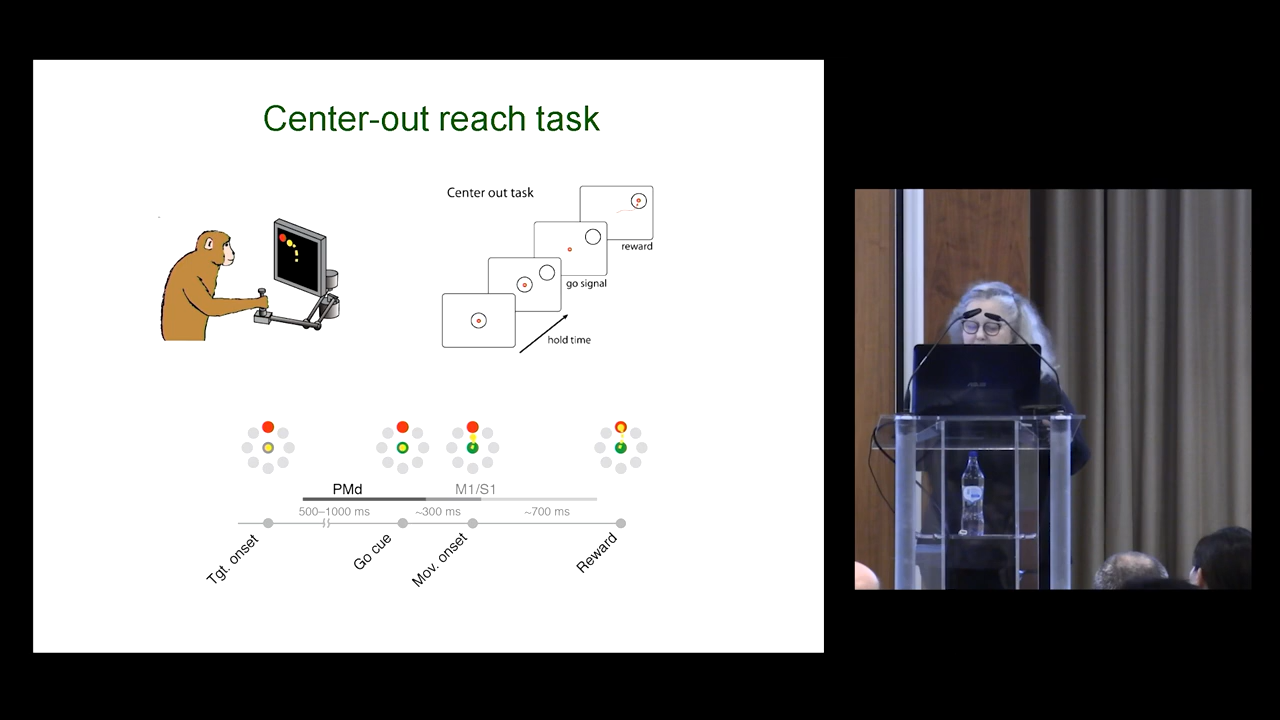 Center-out reach task
Center out task
reward
go signal
hold time
PMd
M1/S1
500–1000 ms
~300 ms
~700 ms
Tgt. onset
Go cue
Mov. onset
Reward